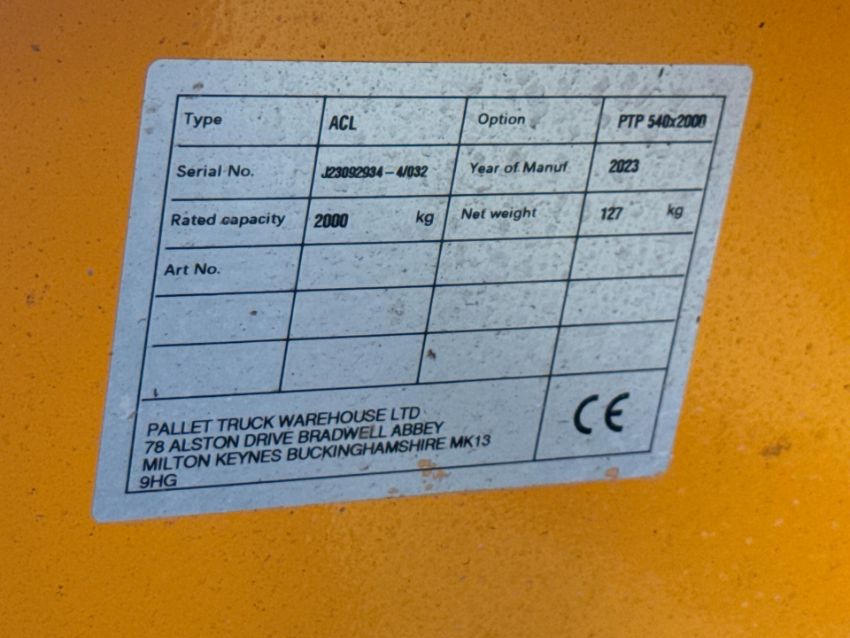 Type ACL Option PTP 540x2000
Serial No. J23092934-4/032 Year of Manuf 2023
Rated capacity 2000 kg Net weight 127 kg
Art No.
PALLET TRUCK WAREHOUSE LTD
78 ALSTON DRIVE BRADWELL ABBEY
MILTON KEYNES BUCKINGHAMSHIRE MK13
9HG
CE